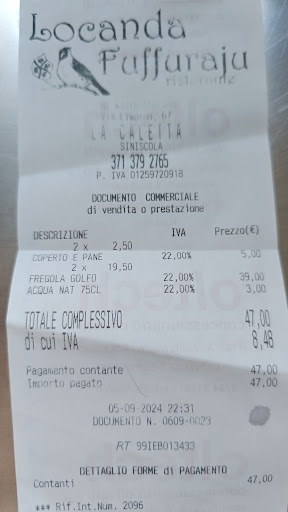 Locanda
Fuffuraju
ristorante
Via Livorno, 67
LA CALETTA
SINISCOLA
371 379 2765
P. IVA 01259720918
DOCUMENTO COMMERCIALE
di vendita o prestazione
DESCRIZIONE IVA Prezzo(€)
2 x 2,50
COPERTO E PANE 22,00% 5,00
2 x 19,50
FREGOLA GOLFO 22,00% 39,00
ACQUA NAT 75CL 22,00% 3,00
TOTALE COMPLESSIVO 47,00
di cui IVA 8,48
Pagamento contante 47,00
Importo pagato 47,00
05-09-2024 22:31
DOCUMENTO N. 0609-0023
RT 99IEB013433
DETTAGLIO FORME di PAGAMENTO
Contanti 47,00
*** Rif.Int.Num. 2096